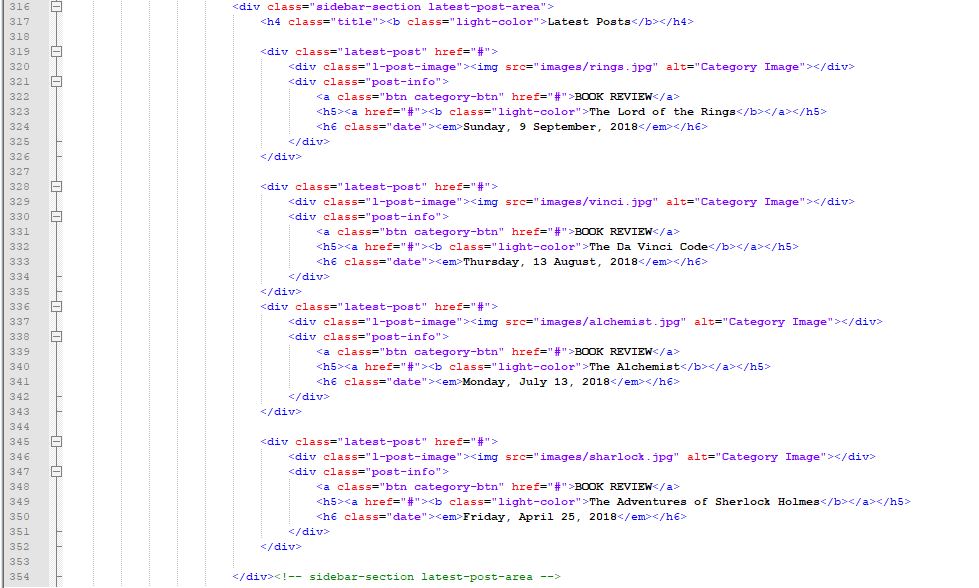 316 <div class="sidebar-section latest-post-area">
317 <h4 class="title"><b class="light-color">Latest Posts</b></h4>
318
319 <div class="latest-post" href="#">
320 <div class="l-post-image"><img src="images/rings.jpg" alt="Category Image"></div>
321 <div class="post-info">
322 <a class="btn category-btn" href="#">BOOK REVIEW</a>
323 <h5><a href="#"><b class="light-color">The Lord of the Rings</b></a></h5>
324 <h6 class="date"><em>Sunday, 9 September, 2018</em></h6>
325 </div>
326 </div>
327
328 <div class="latest-post" href="#">
329 <div class="l-post-image"><img src="images/vinci.jpg" alt="Category Image"></div>
330 <div class="post-info">
331 <a class="btn category-btn" href="#">BOOK REVIEW</a>
332 <h5><a href="#"><b class="light-color">The Da Vinci Code</b></a></h5>
333 <h6 class="date"><em>Thursday, 13 August, 2018</em></h6>
334 </div>
335 </div>
336 <div class="latest-post" href="#">
337 <div class="l-post-image"><img src="images/alchemist.jpg" alt="Category Image"></div>
338 <div class="post-info">
339 <a class="btn category-btn" href="#">BOOK REVIEW</a>
340 <h5><a href="#"><b class="light-color">The Alchemist</b></a></h5>
341 <h6 class="date"><em>Monday, July 13, 2018</em></h6>
342 </div>
343 </div>
344
345 <div class="latest-post" href="#">
346 <div class="l-post-image"><img src="images/sharlock.jpg" alt="Category Image"></div>
347 <div class="post-info">
348 <a class="btn category-btn" href="#">BOOK REVIEW</a>
349 <h5><a href="#"><b class="light-color">The Adventures of Sherlock Holmes</b></a></h5>
350 <h6 class="date"><em>Friday, April 25, 2018</em></h6>
351 </div>
352 </div>
353
354 </div><!-- sidebar-section latest-post-area -->